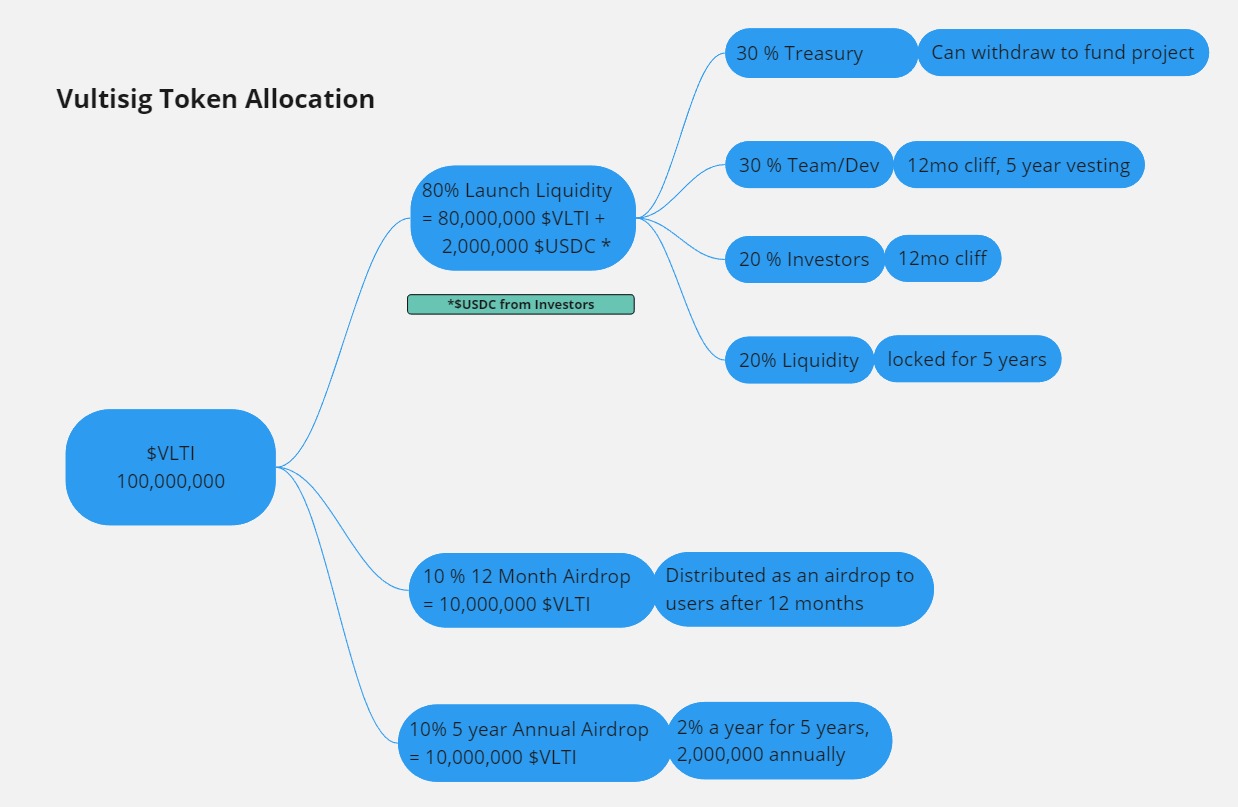 Vultisig Token Allocation
$VLTI
100,000,000
80% Launch Liquidity
= 80,000,000 $VLTI +
2,000,000 $USDC *
*$USDC from Investors
30 % Treasury
Can withdraw to fund project
30 % Team/Dev
12mo cliff, 5 year vesting
20 % Investors
12mo cliff
20% Liquidity
locked for 5 years
10 % 12 Month Airdrop
= 10,000,000 $VLTI
Distributed as an airdrop to
users after 12 months
10% 5 year Annual Airdrop
= 10,000,000 $VLTI
2% a year for 5 years,
2,000,000 annually